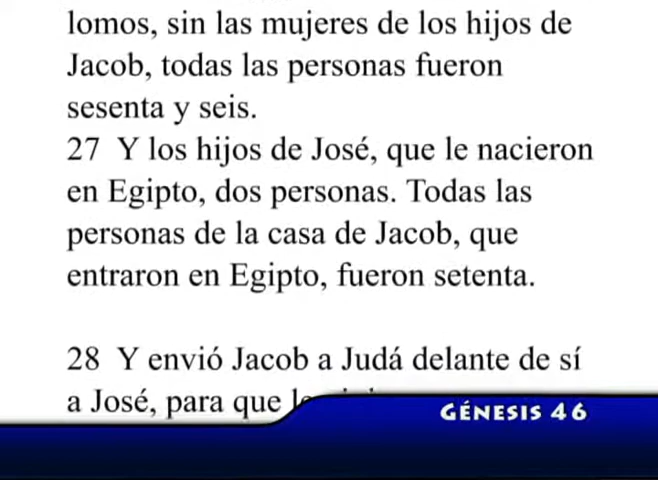 lomos, sin las mujeres de los hijos de
Jacob, todas las personas fueron
sesenta y seis.
27 Y los hijos de José, que le nacieron
en Egipto, dos personas. Todas las
personas de la casa de Jacob, que
entraron en Egipto, fueron setenta.
28 Y envió Jacob a Judá delante de sí
a José, para que
GÉNESIS 46